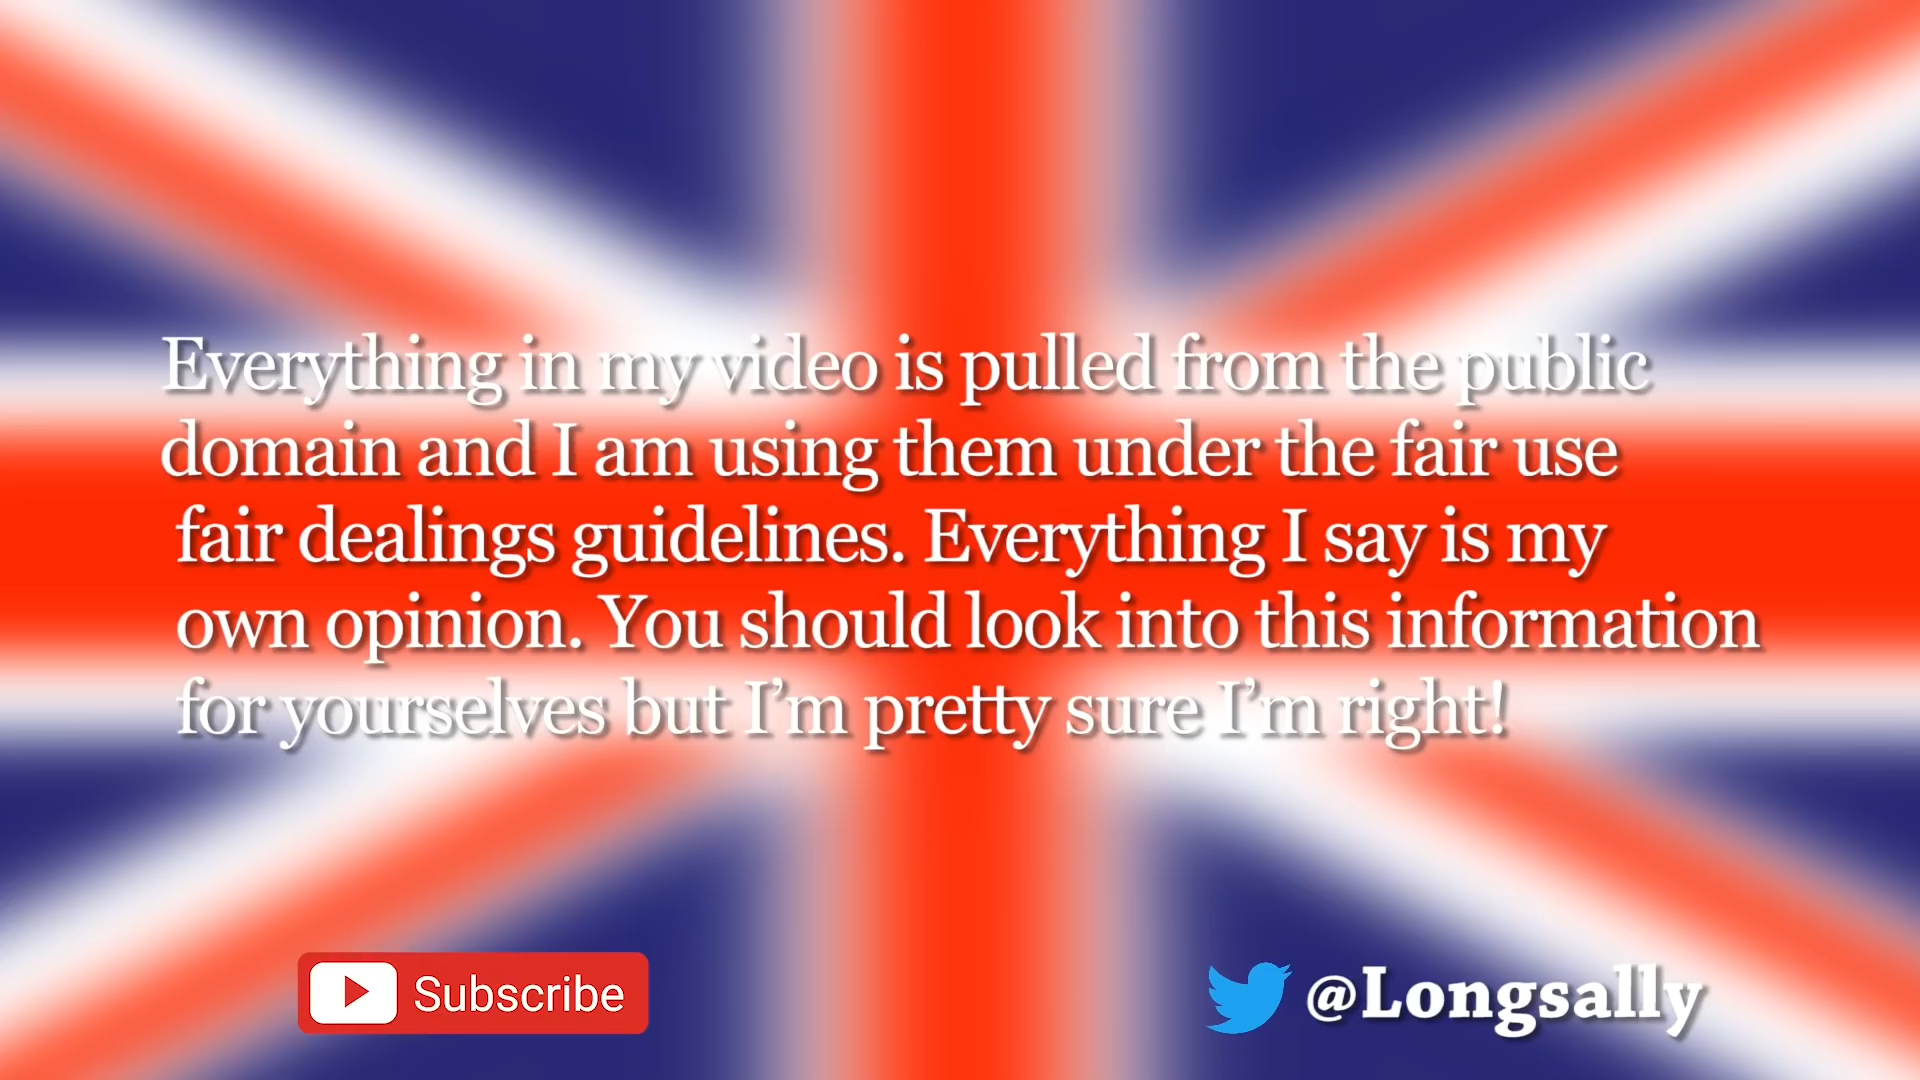 Everything in my video is pulled from the public
domain and I am using them under the fair use
fair dealings guidelines. Everything I say is my
own opinion. You should look into this information
for yourselves but I’m pretty sure I’m right!
Subscribe
@Longsally